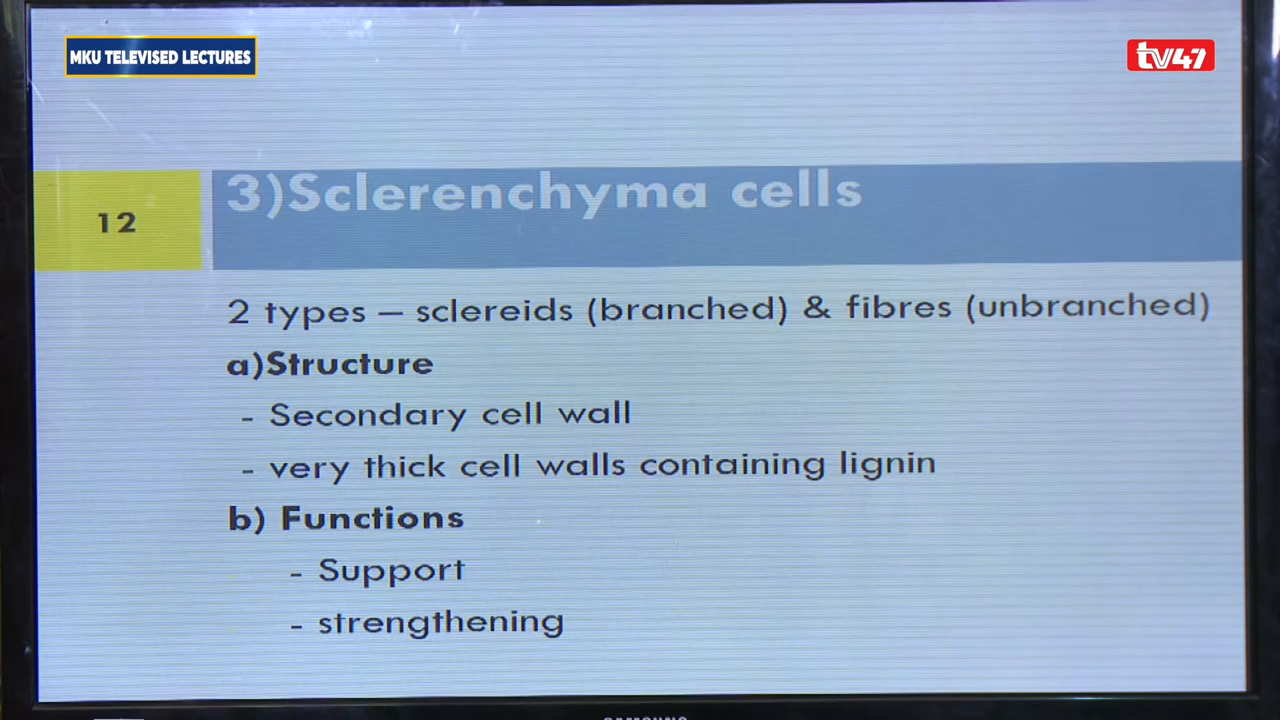 MKU TELEVISED LECTURES
tv47
12
3)Sclerenchyma cells
2 types – sclereids (branched) & fibres (unbranched)
a)Structure
- Secondary cell wall
- very thick cell walls containing lignin
b) Functions
- Support
- strengthening
SAMSUNG